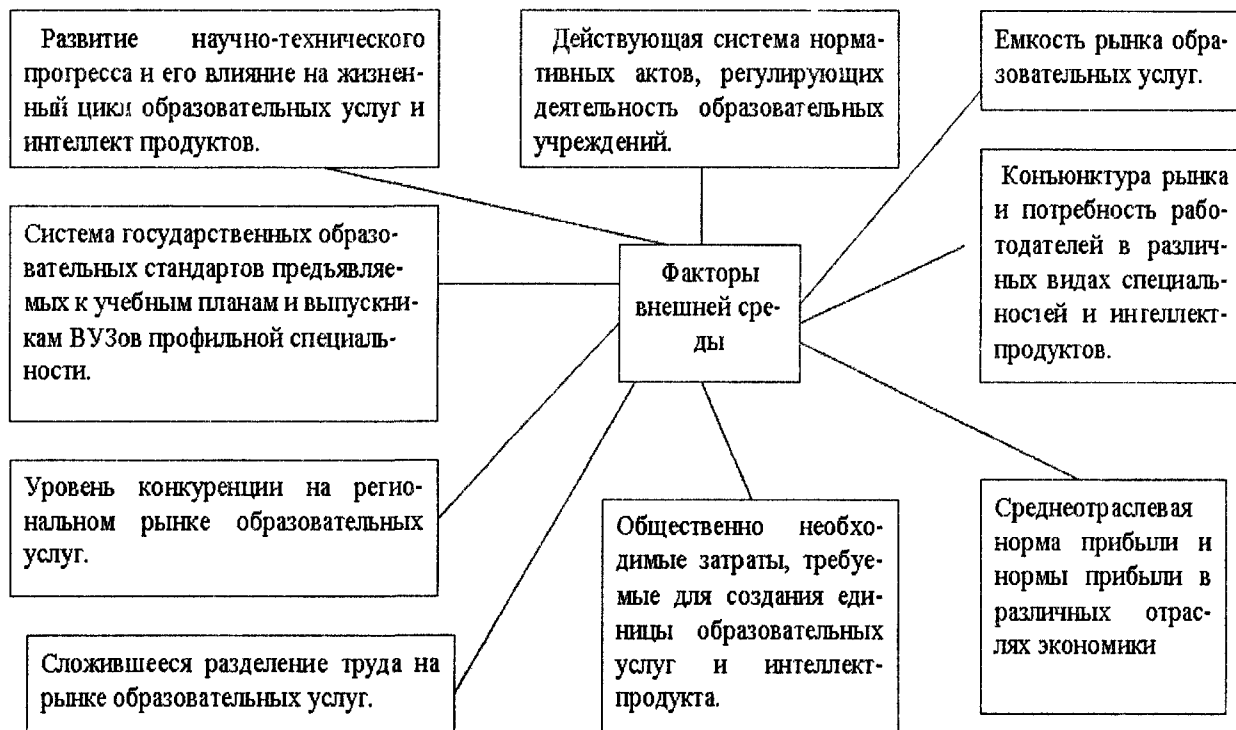 Развитие научно-технического
прогресса и его влияние на жизнен-
ный цикл образовательных услуг и
интеллект продуктов.
Действующая система норма-
тивных актов, регулирующих
деятельность образовательных
учреждений.
Емкость рынка обра-
зовательных услуг.
Конъюнктура рынка
и потребность рабо-
тодателей в различ-
ных видах специаль-
ностей и интеллект-
продуктов.
Система государственных образо-
вательных стандартов предъявляе-
мых к учебным планам и выпускни-
кам ВУЗов профильной специаль-
ности.
Факторы
внешней сре-
ды
Уровень конкуренции на регио-
нальном рынке образовательных
услуг.
Общественно необхо-
димые затраты, требуе-
мые для создания еди-
ницы образовательных
услуг и интеллект-
продукта.
Среднеотраслевая
норма прибыли и
нормы прибыли в
различных отрас-
лях экономики
Сложившееся разделение труда на
рынке образовательных услуг.